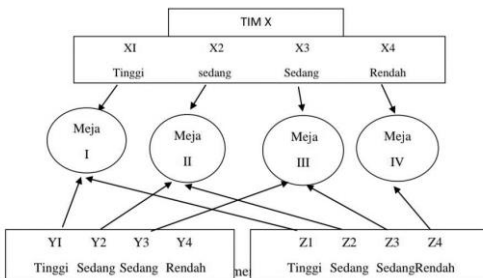 TIM X
XI X2 X3 X4
Tinggi sedang Sedang Rendah
Meja Meja Meja Meja
I II III IV
YI Y2 Y3 Y4 Z1 Z2 Z3 Z4
Tinggi Sedang Sedang Rendah Tinggi Sedang SedangRendah